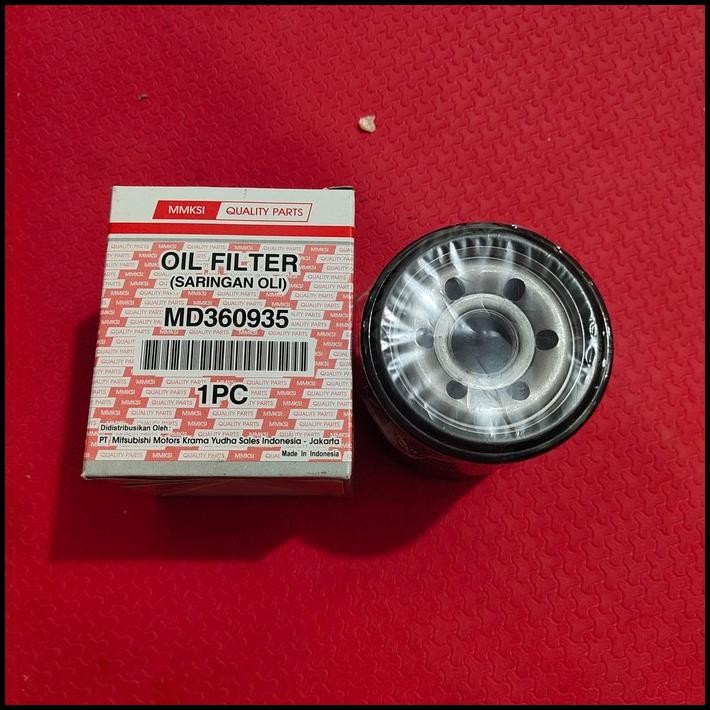 MMKSI QUALITY PARTS
OIL FILTER
(SARINGAN OLI)
MD360935
1PC
Didistribusikan Oleh :
PT Mitsubishi Motors Krama Yudha Sales Indonesia - Jakarta
Made In Indonesia